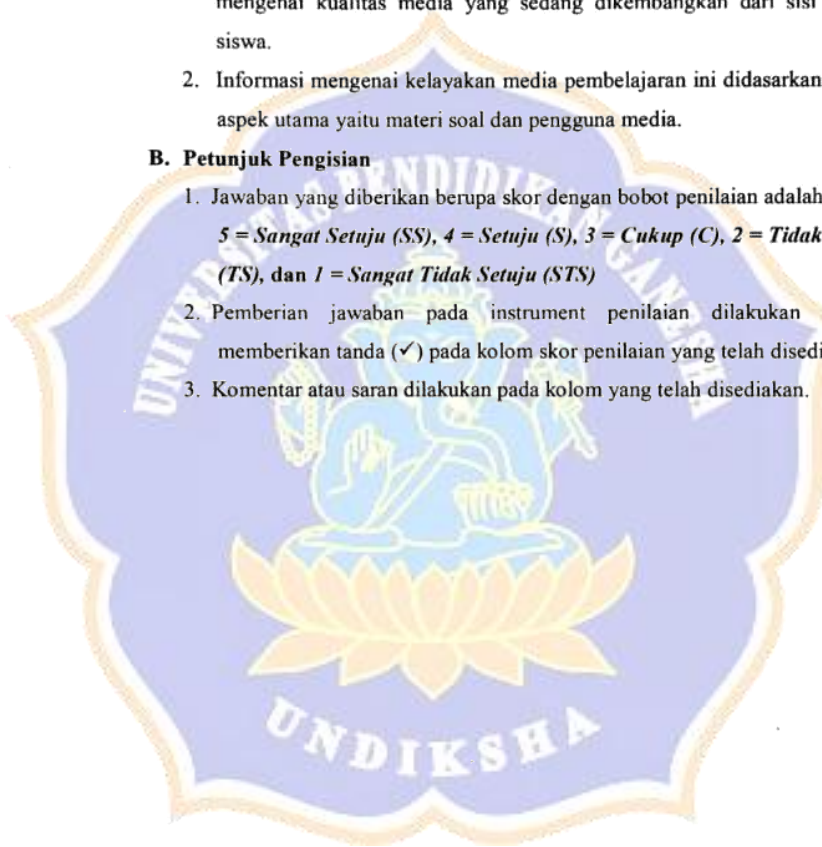 mengenai kualitas media yang sedang dikembangkan dari sisi
siswa.
2. Informasi mengenai kelayakan media pembelajaran ini didasarkan
aspek utama yaitu materi soal dan pengguna media.
B. Petunjuk Pengisian
1. Jawaban yang diberikan berupa skor dengan bobot penilaian adalah
5 = Sangat Setuju (SS), 4 = Setuju (S), 3 = Cukup (C), 2 = Tidak
(TS), dan 1 = Sangat Tidak Setuju (STS)
2. Pemberian jawaban pada instrument penilaian dilakukan
memberikan tanda (✓) pada kolom skor penilaian yang telah disedi
3. Komentar atau saran dilakukan pada kolom yang telah disediakan.
UNIVERSITAS PENDIDIKAN GANESHA
UNDIKSHA